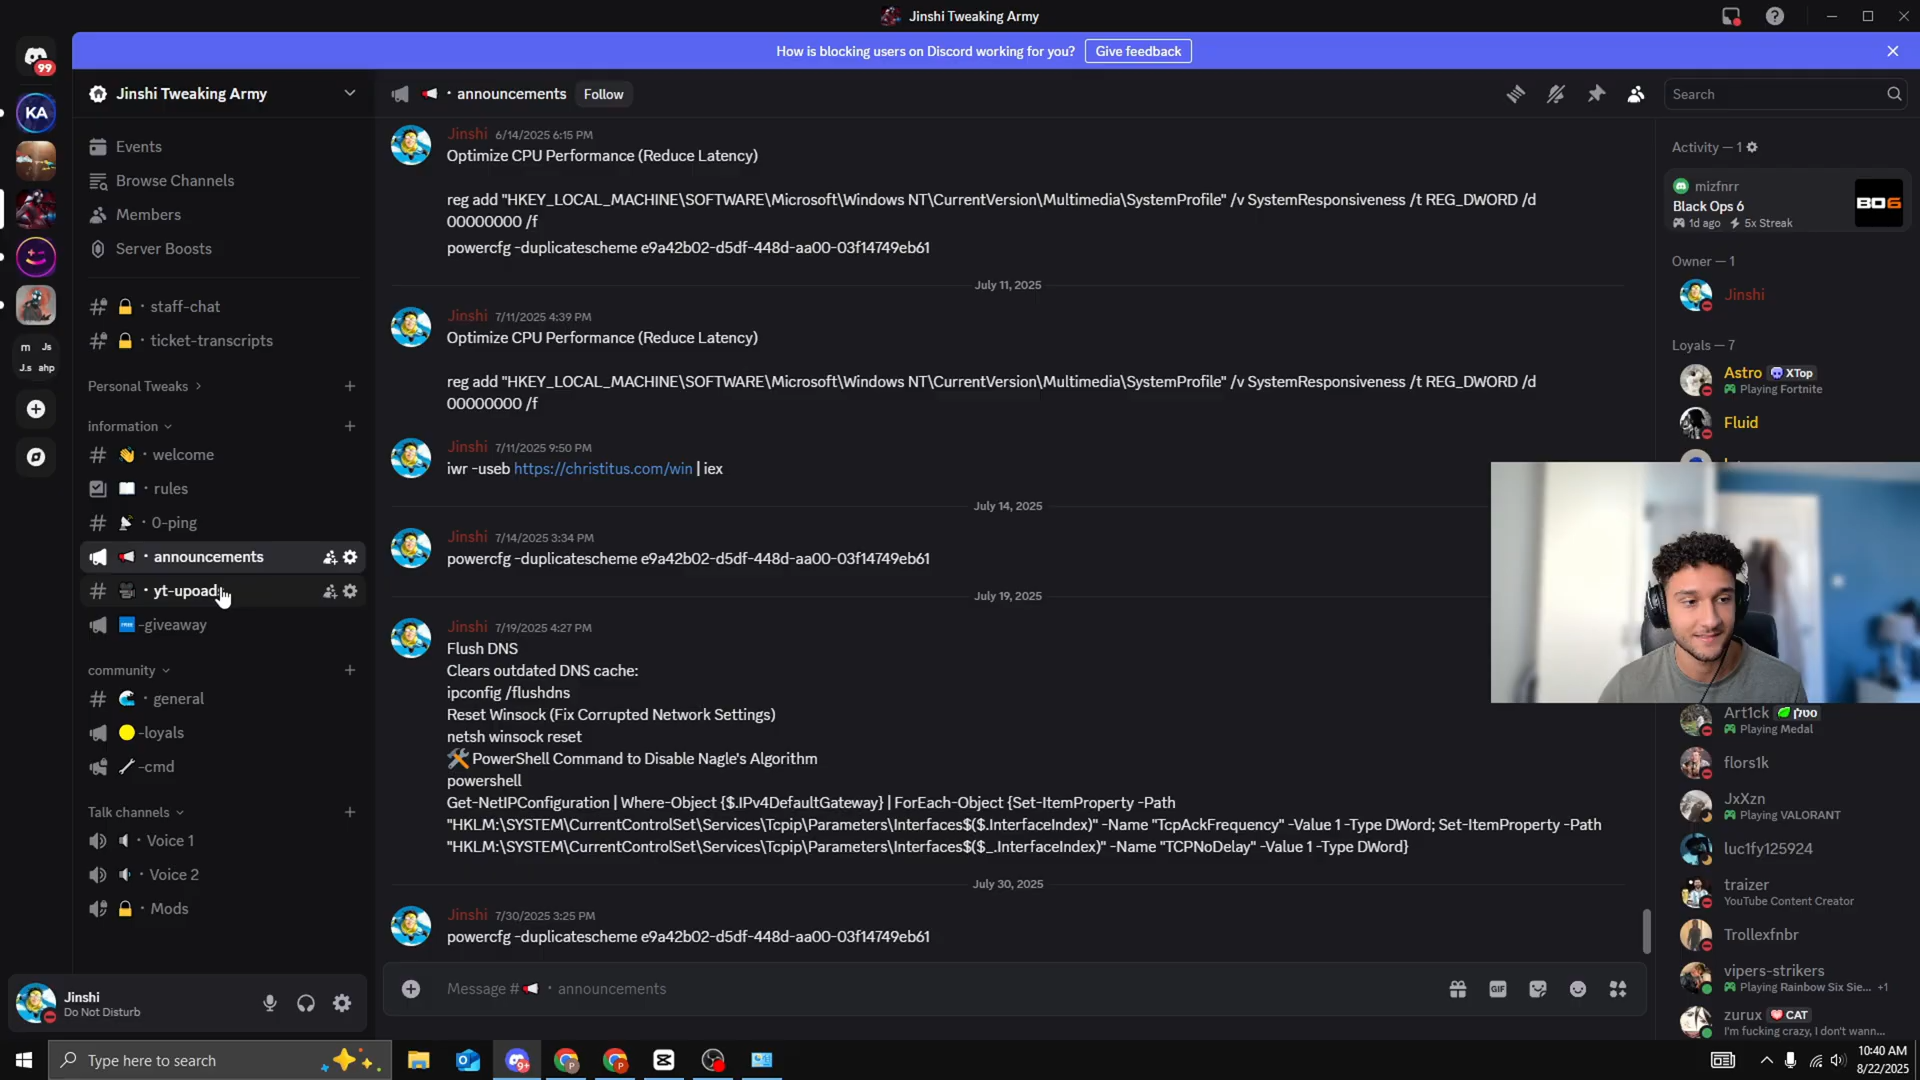 Jinshi Tweaking Army
How is blocking users on Discord working for you?
Give feedback
99
KA
m Js
J.s ahp
Jinshi Tweaking Army
Events
Browse Channels
Members
Server Boosts
staff-chat
ticket-transcripts
Personal Tweaks
information
welcome
rules
0-ping
announcements
yt-upoad
-giveaway
community
general
-loyals
-cmd
Talk channels
Voice 1
Voice 2
Mods
Jinshi
Do Not Disturb
announcements
Follow
Search
Jinshi 6/14/2025 6:15 PM
Optimize CPU Performance (Reduce Latency)
reg add "HKEY_LOCAL_MACHINE\SOFTWARE\Microsoft\Windows NT\CurrentVersion\Multimedia\SystemProfile" /v SystemResponsiveness /t REG_DWORD /d
00000000 /f
powercfg -duplicatescheme e9a42b02-d5df-448d-aa00-03f14749eb61
July 11, 2025
Jinshi 7/11/2025 4:39 PM
Optimize CPU Performance (Reduce Latency)
reg add "HKEY_LOCAL_MACHINE\SOFTWARE\Microsoft\Windows NT\CurrentVersion\Multimedia\SystemProfile" /v SystemResponsiveness /t REG_DWORD /d
00000000 /f
Jinshi 7/11/2025 9:50 PM
iwr -useb https://christitus.com/win | iex
July 14, 2025
Jinshi 7/14/2025 3:34 PM
powercfg -duplicatescheme e9a42b02-d5df-448d-aa00-03f14749eb61
July 19, 2025
Jinshi 7/19/2025 4:27 PM
Flush DNS
Clears outdated DNS cache:
ipconfig /flushdns
Reset Winsock (Fix Corrupted Network Settings)
netsh winsock reset
🛠️ PowerShell Command to Disable Nagle's Algorithm
powershell
Get-NetIPConfiguration | Where-Object {$.IPv4DefaultGateway} | ForEach-Object {Set-ItemProperty -Path
"HKLM:\SYSTEM\CurrentControlSet\Services\Tcpip\Parameters\Interfaces$($.InterfaceIndex)" -Name "TcpAckFrequency" -Value 1 -Type DWord; Set-ItemProperty -Path
"HKLM:\SYSTEM\CurrentControlSet\Services\Tcpip\Parameters\Interfaces$($_.InterfaceIndex)" -Name "TCPNoDelay" -Value 1 -Type DWord}
July 30, 2025
Jinshi 7/30/2025 3:25 PM
powercfg -duplicatescheme e9a42b02-d5df-448d-aa00-03f14749eb61
Message # announcements
GIF
Activity — 1
mizfnrr
Black Ops 6
1d ago 5x Streak
BO6
Owner — 1
Jinshi
Loyals — 7
Astro XTop
Playing Fortnite
Fluid
Art1ck סטלן
Playing Medal
flors1k
JxXzn
Playing VALORANT
luc1fy125924
traizer
YouTube Content Creator
Trollexfnbr
vipers-strikers
Playing Rainbow Six Sie... +1
zurux CAT
I'm fucking crazy, I don't wann...
Type here to search
10:40 AM
8/22/2025